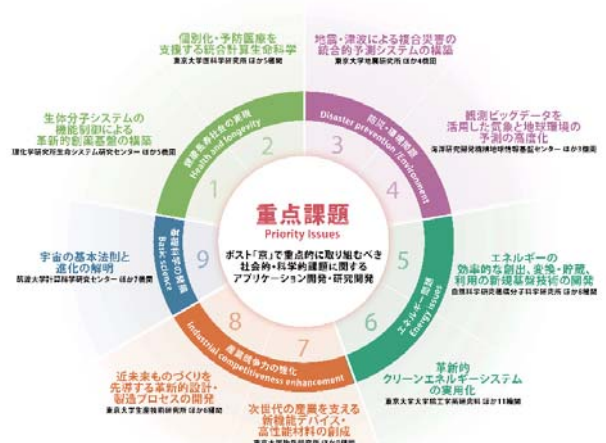 重点課題
Priority Issues
ポスト「京」で重点的に取り組むべき
社会的・科学的課題に関する
アプリケーション開発・研究開発
健康長寿社会の実現
Health and longevity
1
生体分子システムの
機能制御による
革新的創薬基盤の構築
理化学研究所生命システム研究センター ほか5機関
2
個別化・予防医療を
支援する統合計算生命科学
東京大学医科学研究所 ほか5機関
防災・環境問題
Disaster prevention /Environment
3
地震・津波による複合災害の
統合的予測システムの構築
東京大学地震研究所 ほか4機関
4
観測ビッグデータを
活用した気象と地球環境の
予測の高度化
海洋研究開発機構地球情報基盤センター ほか3機関
エネルギー問題
Energy issues
5
エネルギーの
効率的な創出、変換・貯蔵、
利用の新規基盤技術の開発
自然科学研究機構分子科学研究所 ほか8機関
6
革新的
クリーンエネルギーシステム
の実用化
東京大学大学院工学系研究科 ほか11機関
産業競争力の強化
Industrial competitiveness enhancement
7
次世代の産業を支える
新機能デバイス・
高性能材料の創成
8
近未来ものづくりを
先導する革新的設計・
製造プロセスの開発
東京大学生産技術研究所 ほか6機関
基礎科学の発展
Basic science
9
宇宙の基本法則と
進化の解明
筑波大学計算科学研究センター ほか7機関